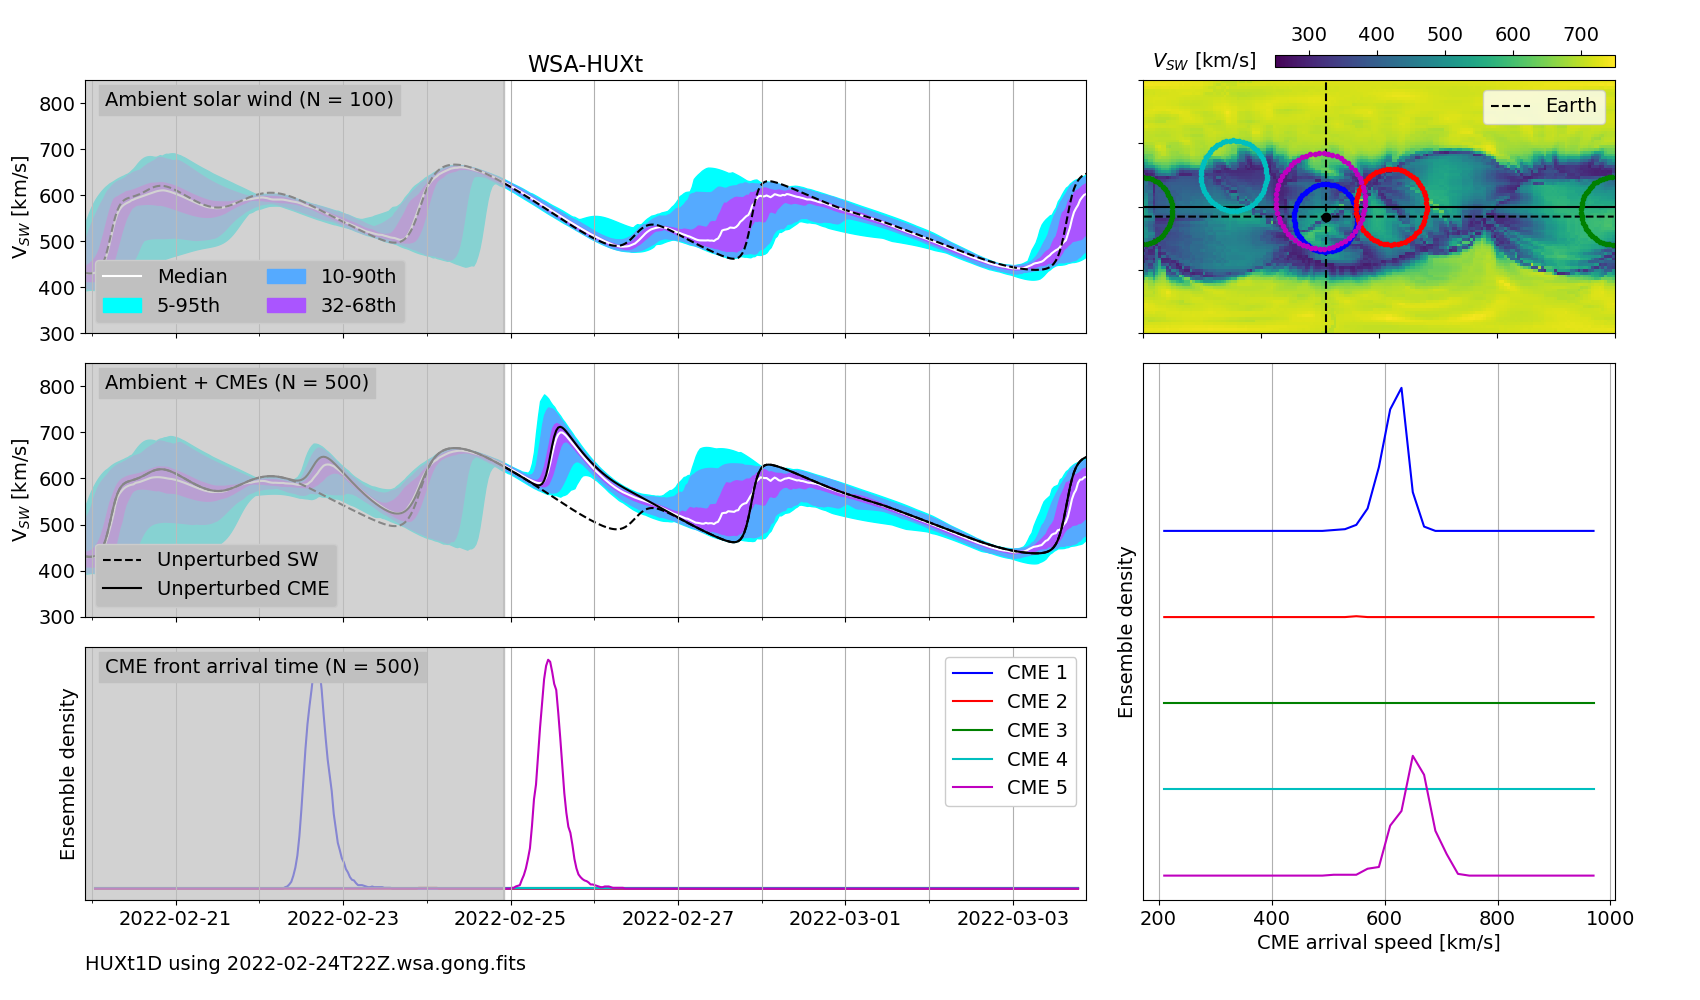 WSA-HUXt
800
700
600
500
400
300
V_SW [km/s]
Ambient solar wind (N = 100)
Median
5-95th
10-90th
32-68th
300 400 500 600 700
V_SW [km/s]
Earth
800
700
600
500
400
300
V_SW [km/s]
Ambient + CMEs (N = 500)
Unperturbed SW
Unperturbed CME
Ensemble density
CME front arrival time (N = 500)
CME 1
CME 2
CME 3
CME 4
CME 5
2022-02-21 2022-02-23 2022-02-25 2022-02-27 2022-03-01 2022-03-03
Ensemble density
200 400 600 800 1000
CME arrival speed [km/s]
HUXt1D using 2022-02-24T22Z.wsa.gong.fits